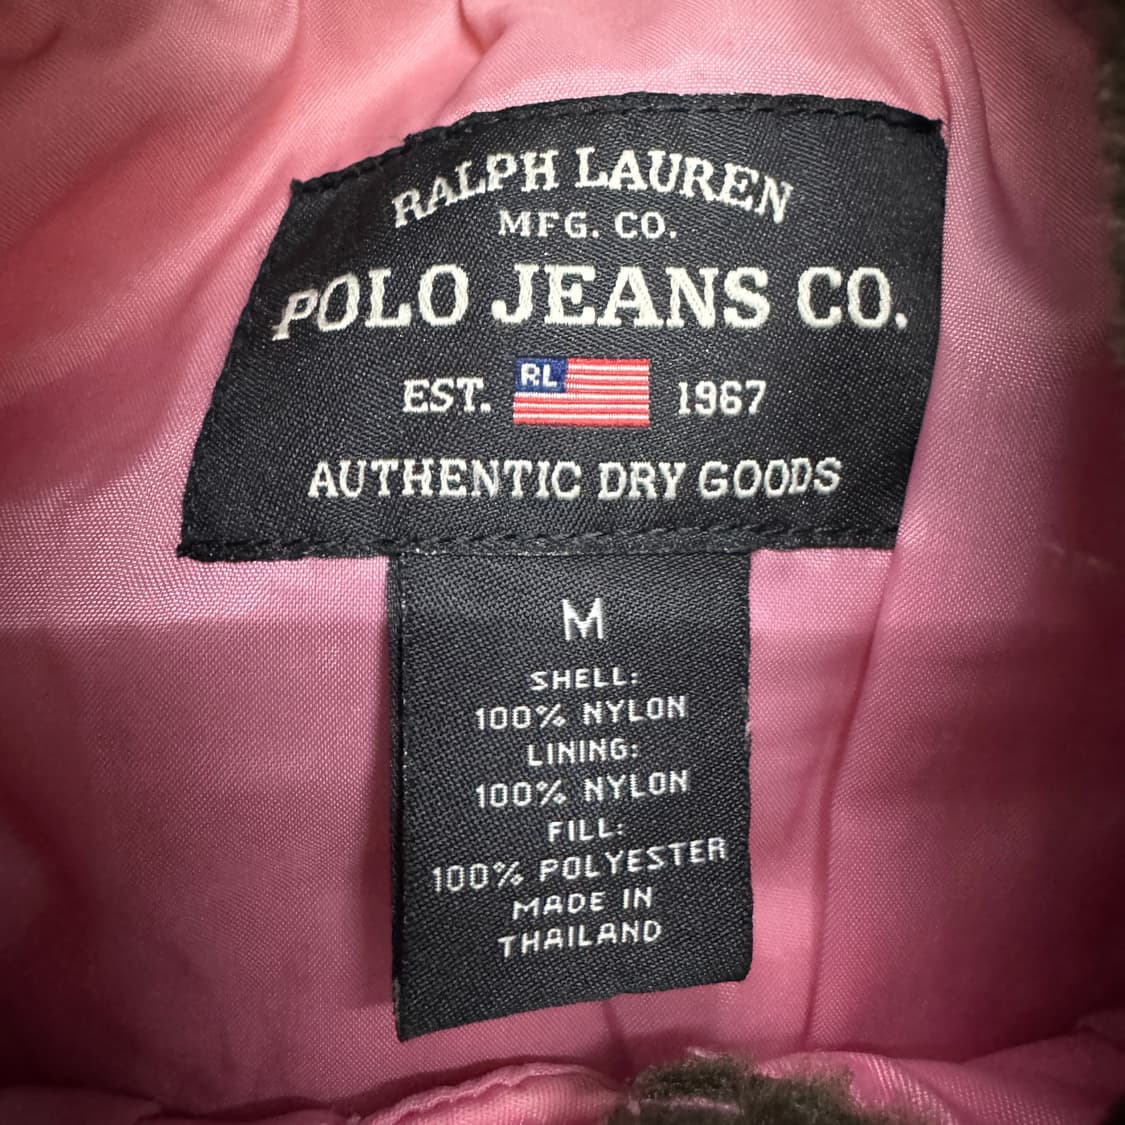 RALPH LAUREN
MFG. CO.
POLO JEANS CO.
EST. RL 1967
AUTHENTIC DRY GOODS
M
SHELL:
100% NYLON
LINING:
100% NYLON
FILL:
100% POLYESTER
MADE IN
THAILAND